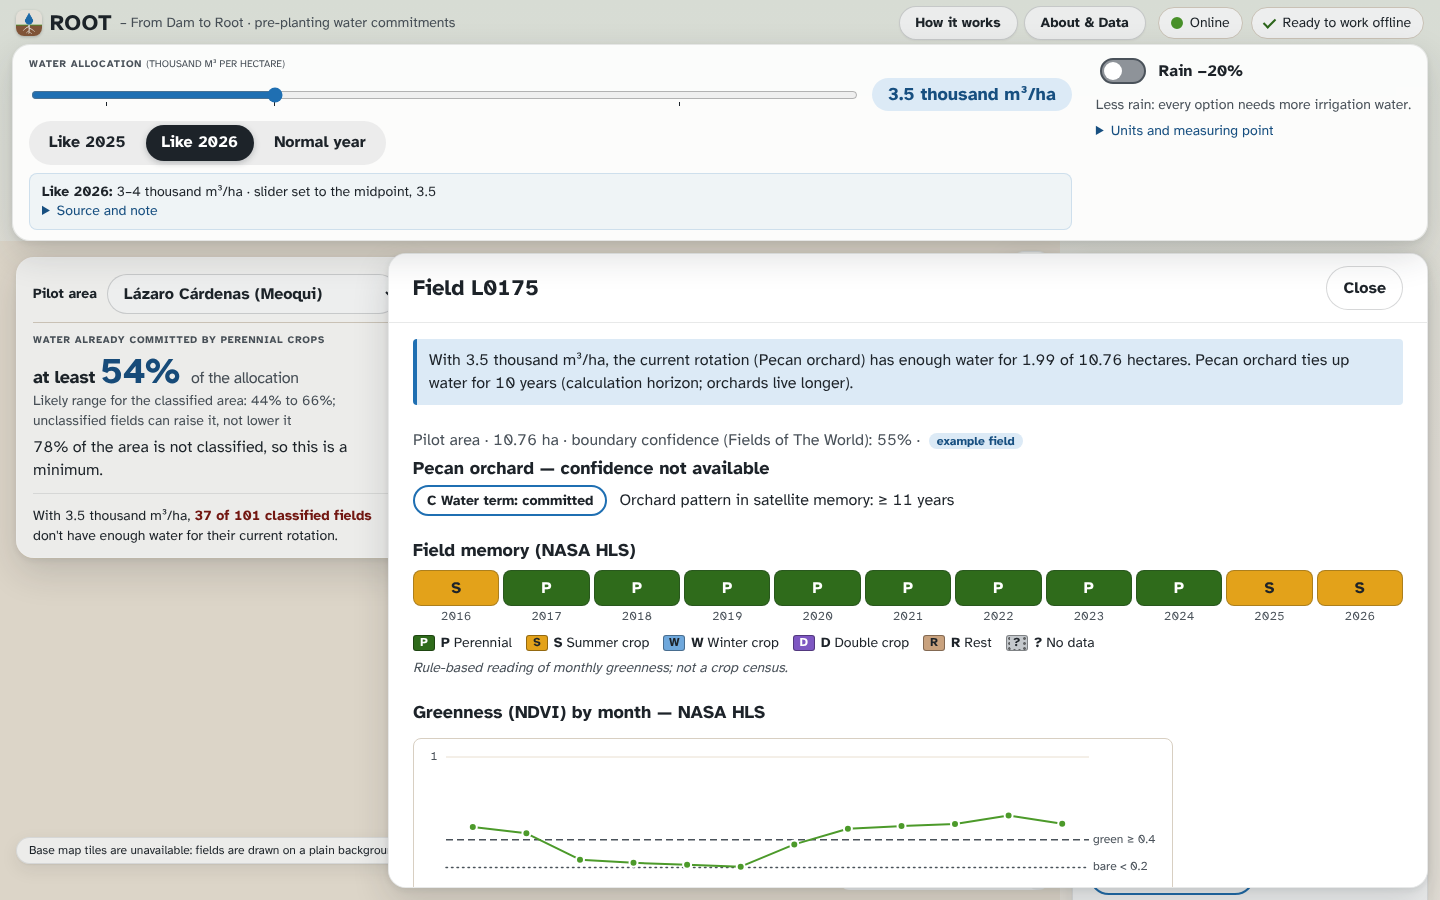 ROOT – From Dam to Root · pre-planting water commitments
How it works
About & Data
Online
Ready to work offline
WATER ALLOCATION (THOUSAND M³ PER HECTARE)
3.5 thousand m³/ha
Like 2025
Like 2026
Normal year
Like 2026: 3–4 thousand m³/ha · slider set to the midpoint, 3.5
Source and note
Rain −20%
Less rain: every option needs more irrigation water.
Units and measuring point
Pilot area
Lázaro Cárdenas (Meoqui)
WATER ALREADY COMMITTED BY PERENNIAL CROPS
at least 54% of the allocation
Likely range for the classified area: 44% to 66%;
unclassified fields can raise it, not lower it
78% of the area is not classified, so this is a
minimum.
With 3.5 thousand m³/ha, 37 of 101 classified fields
don't have enough water for their current rotation.
Base map tiles are unavailable: fields are drawn on a plain
Field L0175
Close
With 3.5 thousand m³/ha, the current rotation (Pecan orchard) has enough water for 1.99 of 10.76 hectares. Pecan orchard ties up
water for 10 years (calculation horizon; orchards live longer).
Pilot area · 10.76 ha · boundary confidence (Fields of The World): 55% · example field
Pecan orchard — confidence not available
C Water term: committed
Orchard pattern in satellite memory: ≥ 11 years
Field memory (NASA HLS)
S P P P P P P P P S S
2016 2017 2018 2019 2020 2021 2022 2023 2024 2025 2026
P P Perennial S S Summer crop W W Winter crop D D Double crop R R Rest ? ? No data
Rule-based reading of monthly greenness; not a crop census.
Greenness (NDVI) by month — NASA HLS
1
green ≥ 0.4
bare < 0.2